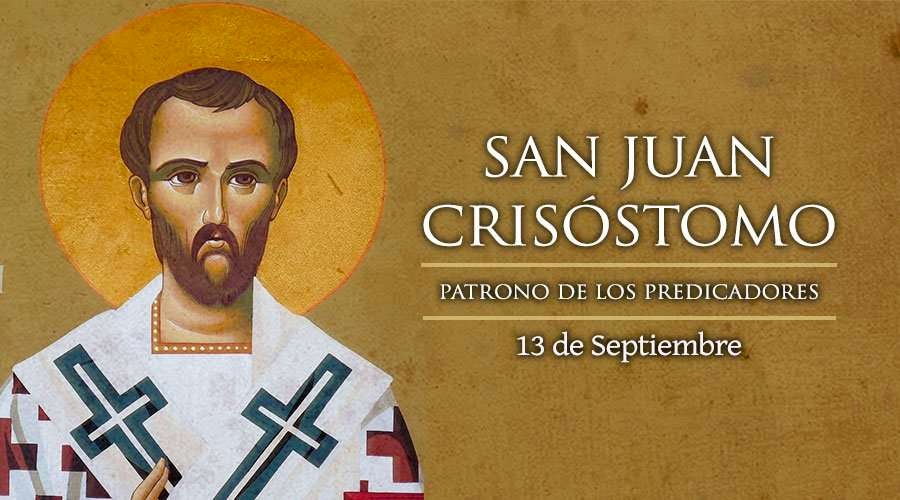 SAN JUAN
CRISÓSTOMO
PATRONO DE LOS PREDICADORES
13 de Septiembre